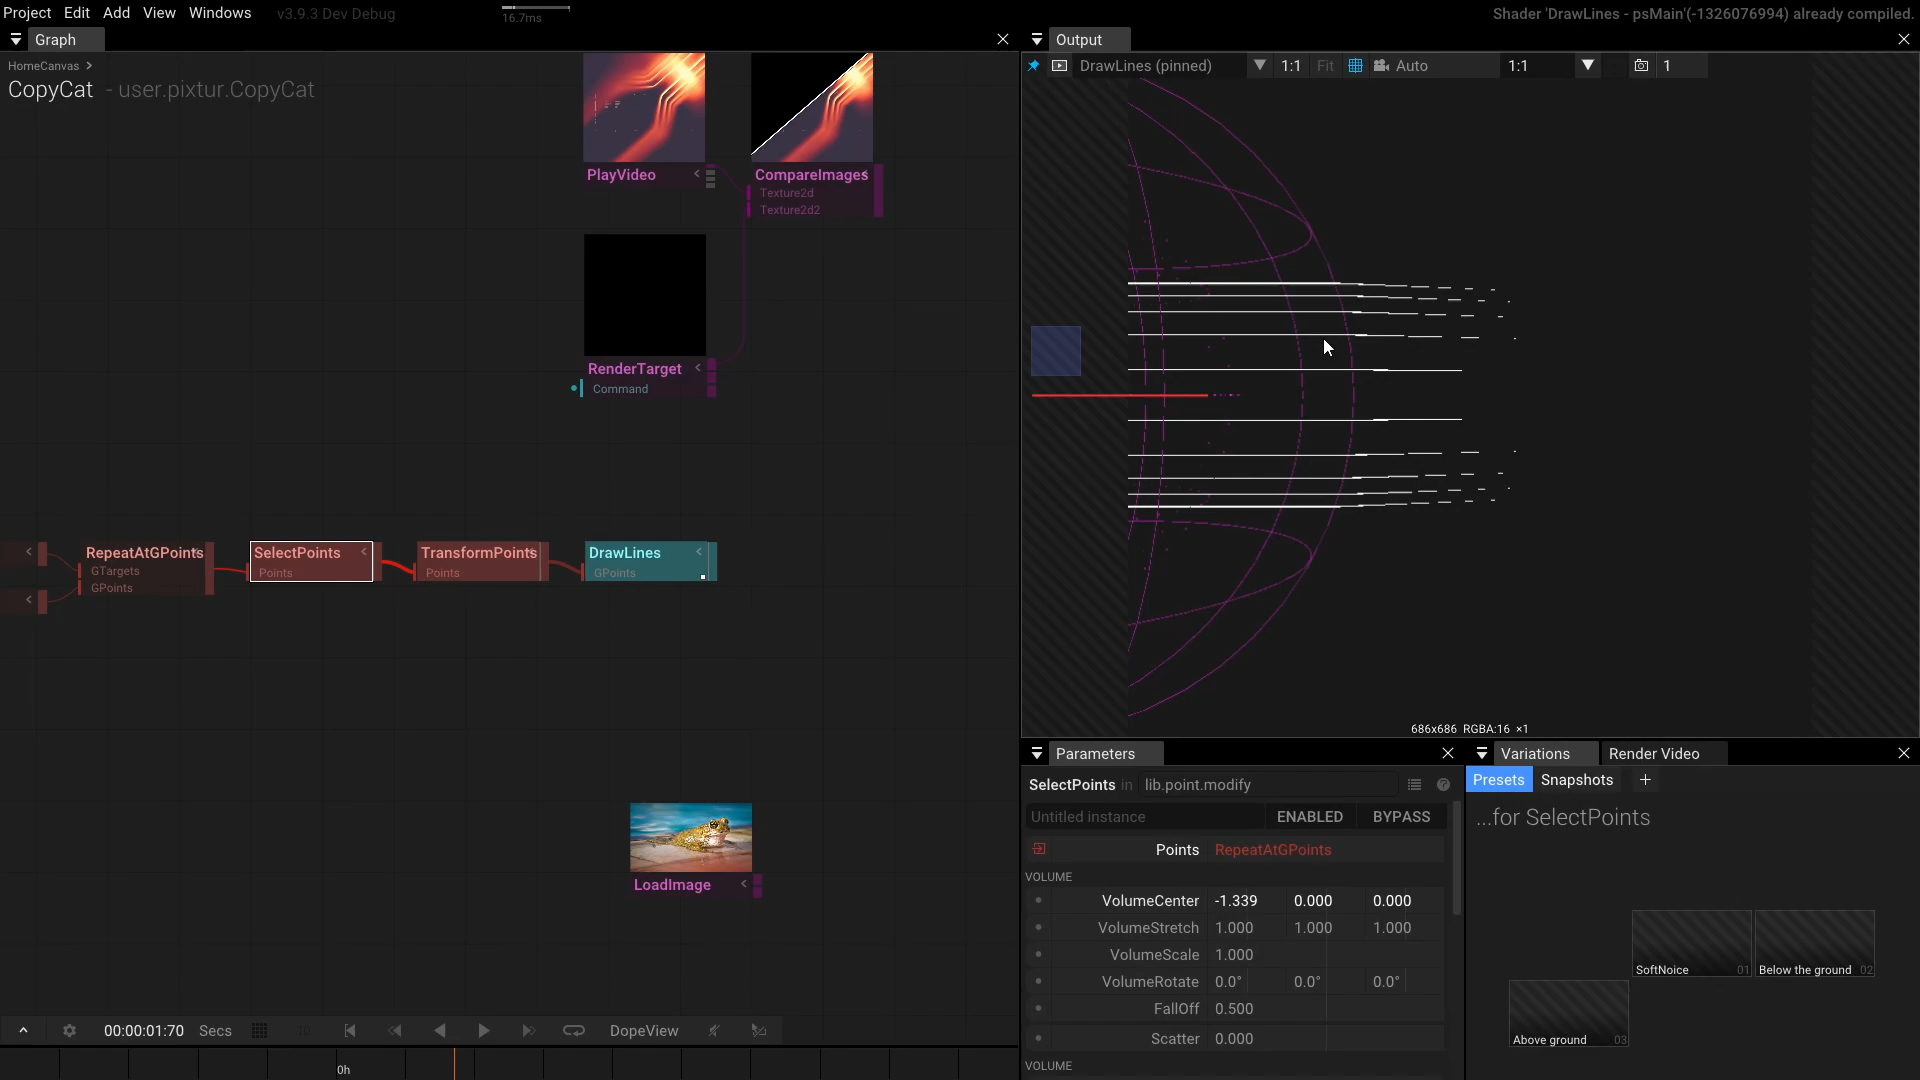 Project Edit Add View Windows v3.9.3 Dev Debug 16.7ms Shader 'DrawLines - psMain'(-1326076994) already compiled.
Graph
HomeCanvas >
CopyCat - user.pixtur.CopyCat
PlayVideo
CompareImages
Texture2d
Texture2d2
RenderTarget
Command
RepeatAtGPoints
GTargets
GPoints
SelectPoints
Points
TransformPoints
Points
DrawLines
GPoints
LoadImage
00:00:01:70 Secs 10 DopeView
0h
Output
DrawLines (pinned) 1:1 Fit Auto 1:1 1
686x686 RGBA:16 ×1
Parameters
SelectPoints in lib.point.modify
Untitled instance ENABLED BYPASS
Points RepeatAtGPoints
VOLUME
VolumeCenter -1.339 0.000 0.000
VolumeStretch 1.000 1.000 1.000
VolumeScale 1.000
VolumeRotate 0.0° 0.0° 0.0°
FallOff 0.500
Scatter 0.000
VOLUME
Variations Render Video
Presets Snapshots +
...for SelectPoints
SoftNoice 01
Below the ground 02
Above ground 03